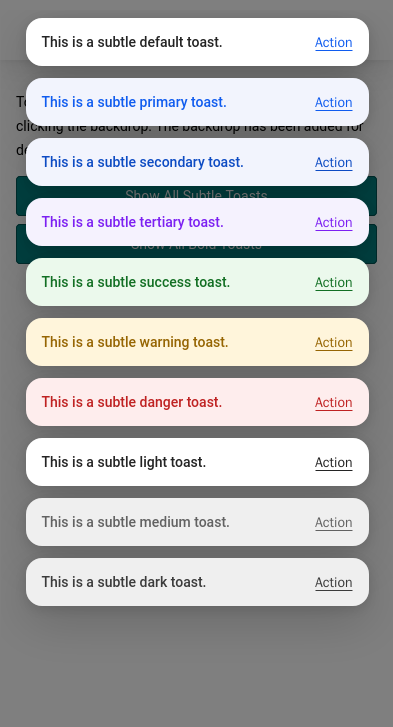 This is a subtle default toast. Action
This is a subtle primary toast. Action
clicking the backdrop. The backdrop has been added for
This is a subtle secondary toast. Action
Show All Subtle Toasts
This is a subtle tertiary toast. Action
Show All Bold Toasts
This is a subtle success toast. Action
This is a subtle warning toast. Action
This is a subtle danger toast. Action
This is a subtle light toast. Action
This is a subtle medium toast. Action
This is a subtle dark toast. Action